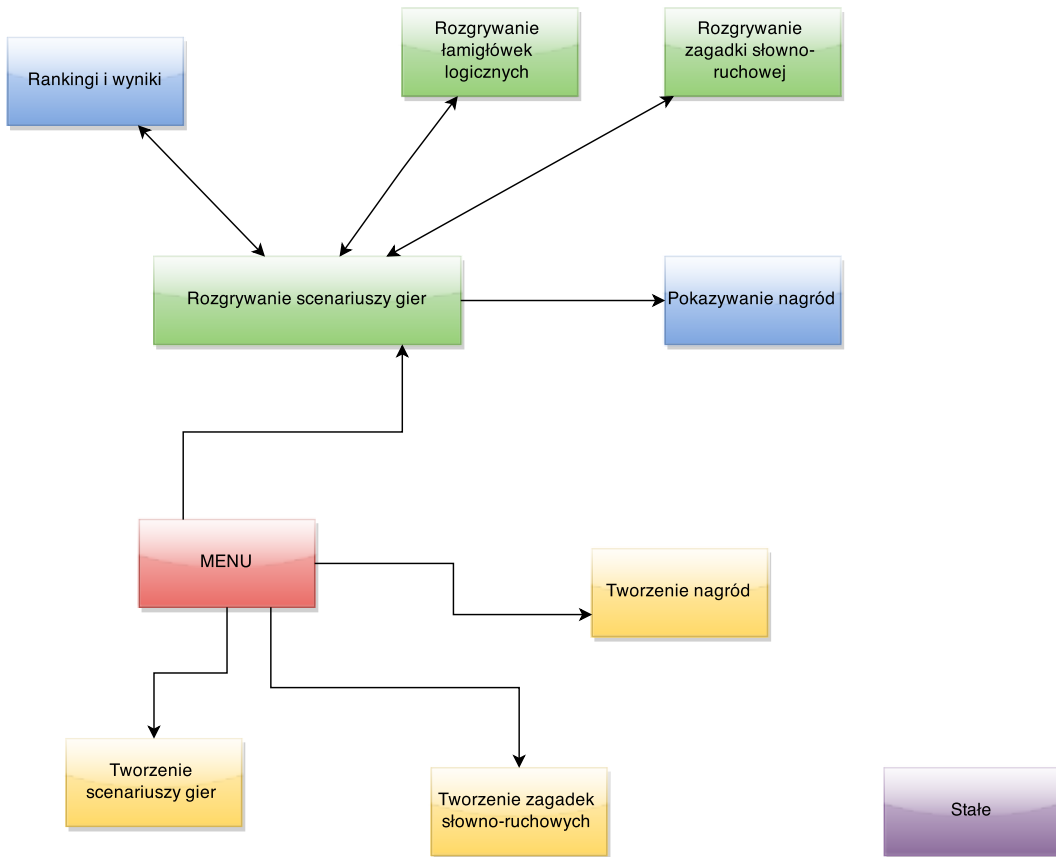 Rozgrywanie
łamigłówek
logicznych
Rozgrywanie
zagadki słowno-
ruchowej
Rankingi i wyniki
Rozgrywanie scenariuszy gier
Pokazywanie nagród
MENU
Tworzenie nagród
Tworzenie
scenariuszy gier
Tworzenie zagadek
słowno-ruchowych
Stałe